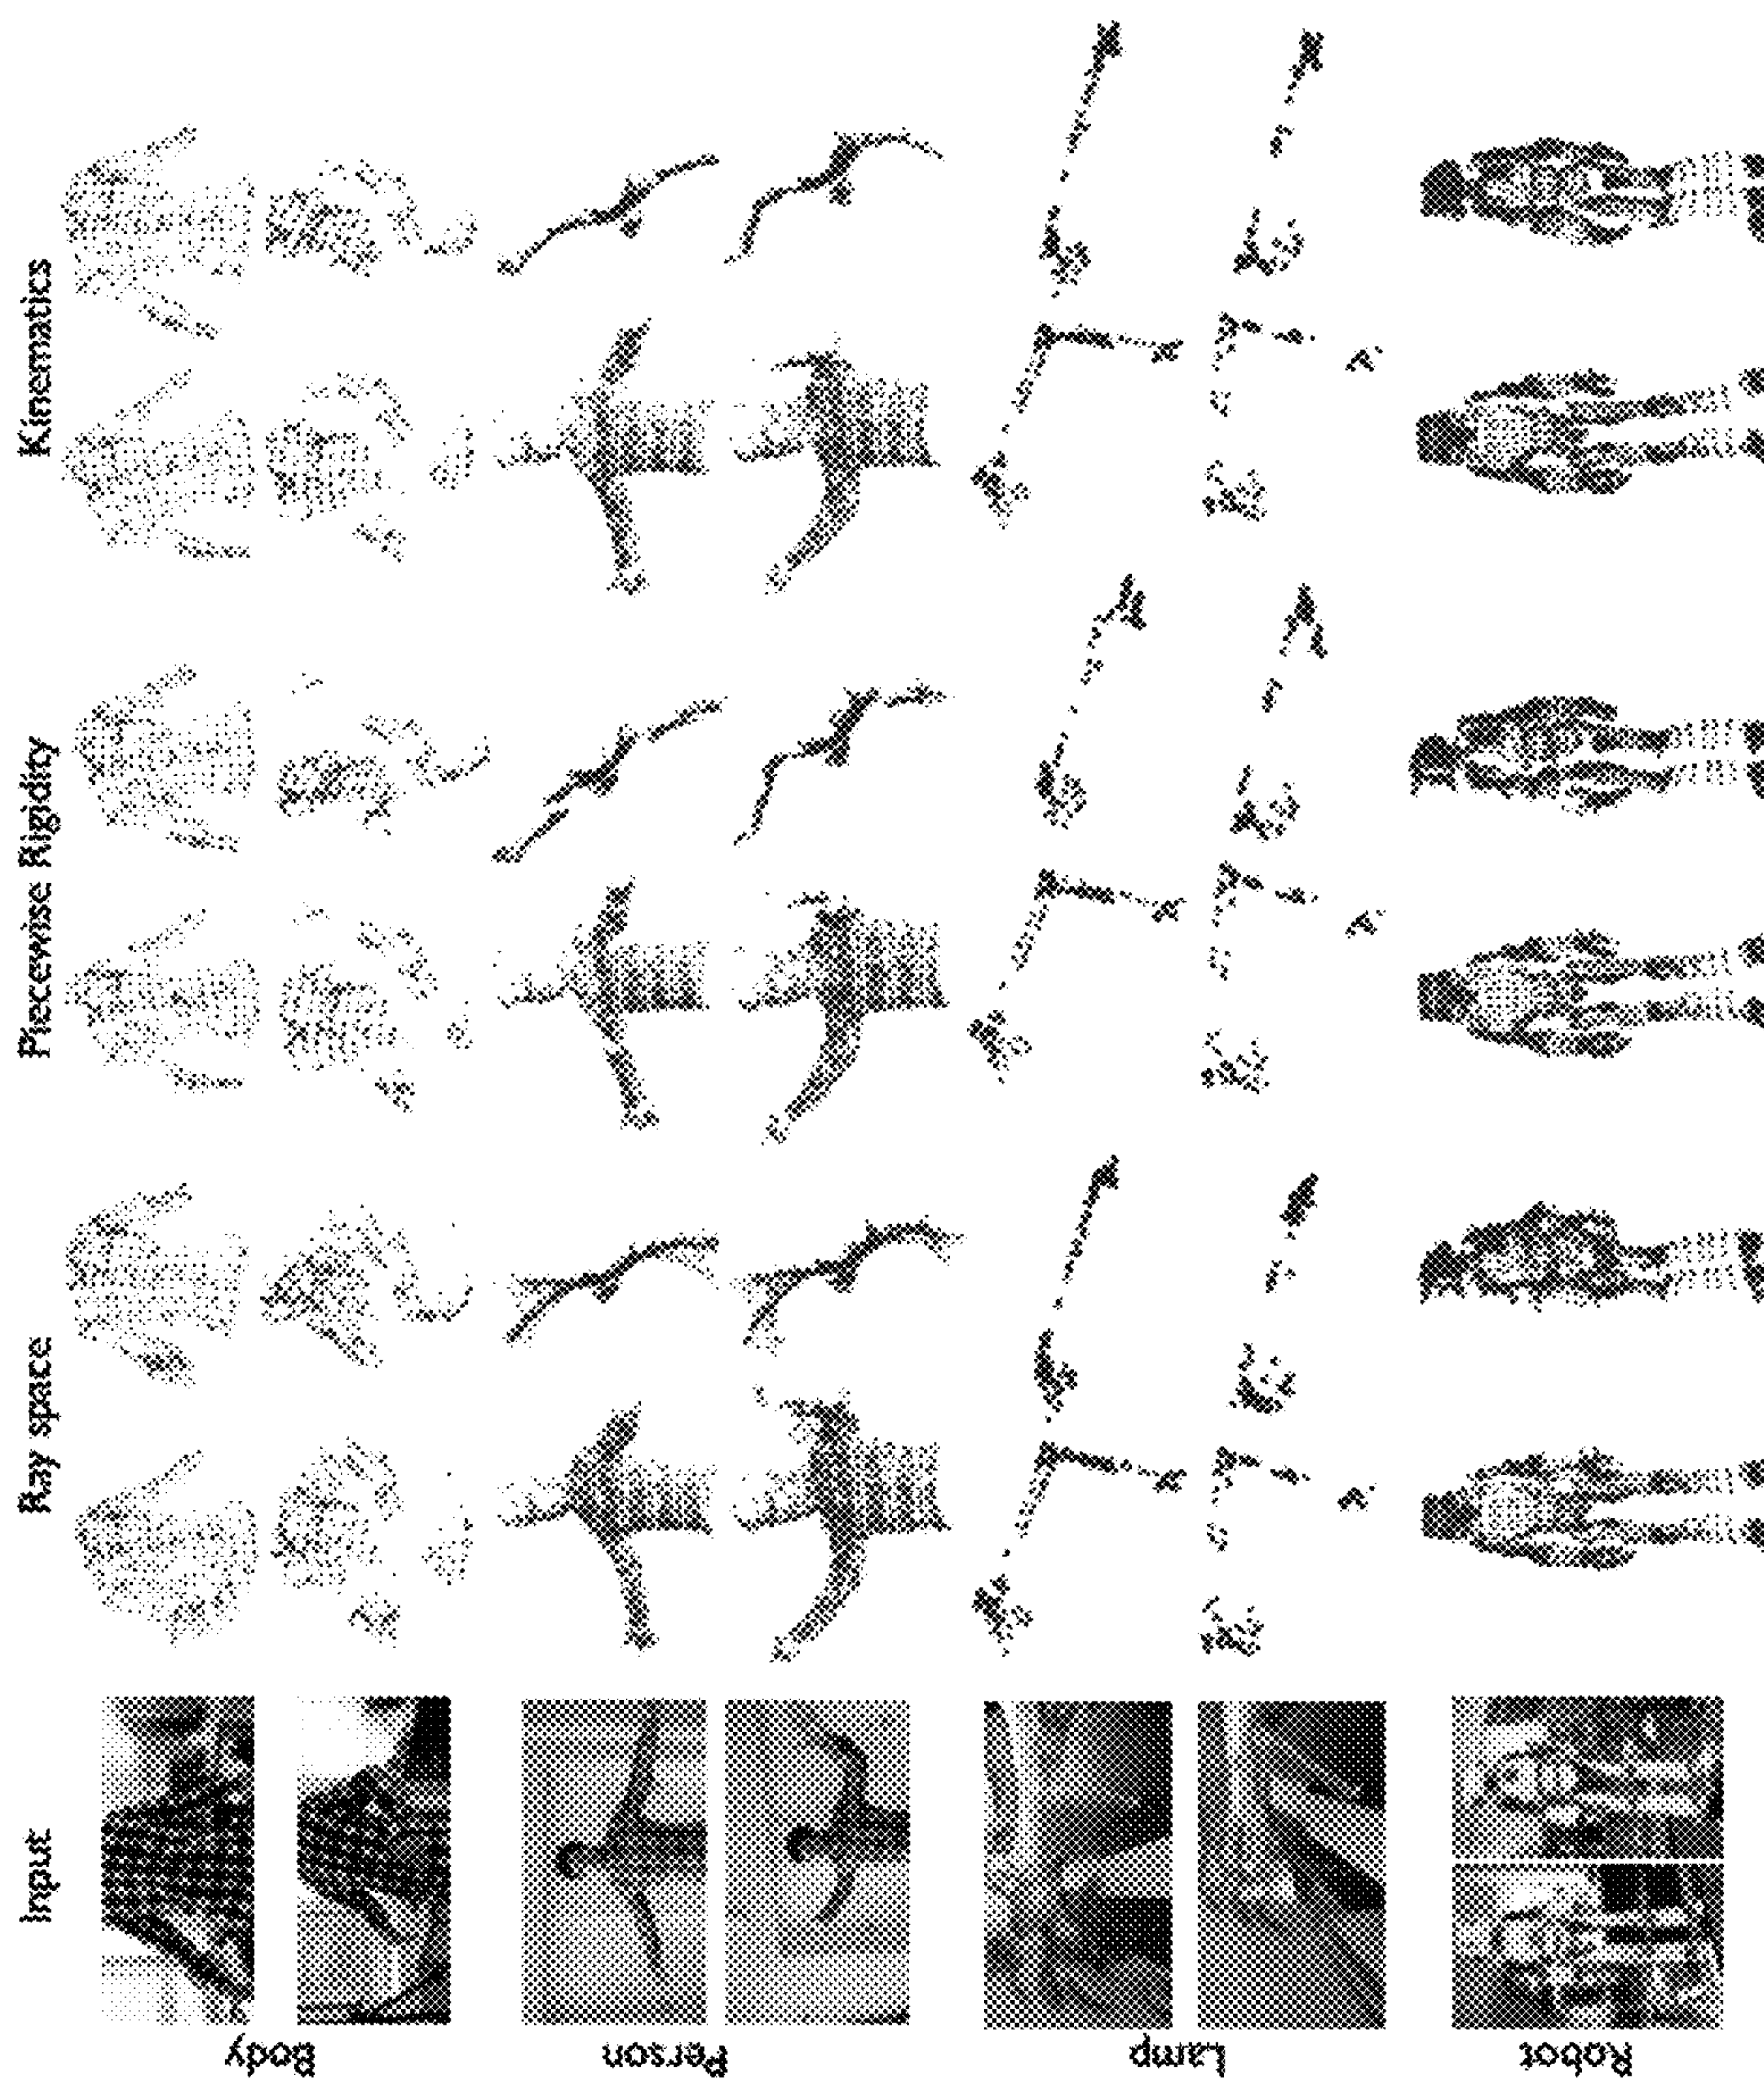 Input
Ray space
Piecewise Rigidity
Kinematics
Body
Person
Lamp
Robot